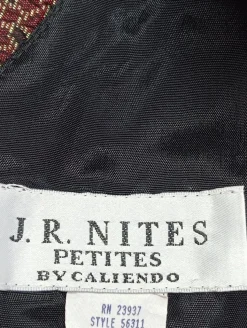 J.R. NITES
PETITES
BY CALIENDO
RN 23937
STYLE 56311